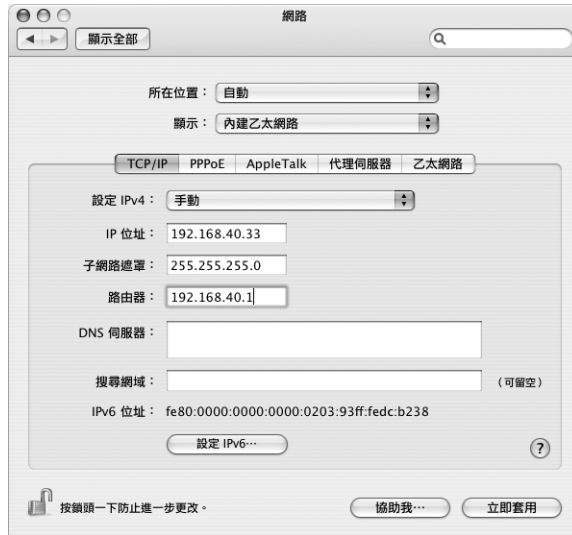 網路
顯示全部
所在位置： 自動
顯示： 內建乙太網路
TCP/IP PPPoE AppleTalk 代理伺服器 乙太網路
設定 IPv4： 手動
IP 位址： 192.168.40.33
子網路遮罩： 255.255.255.0
路由器： 192.168.40.1
DNS 伺服器：
搜尋網域： （可留空）
IPv6 位址： fe80:0000:0000:0000:0203:93ff:fedc:b238
設定 IPv6… ?
按鎖頭一下防止進一步更改。 協助我… 立即套用